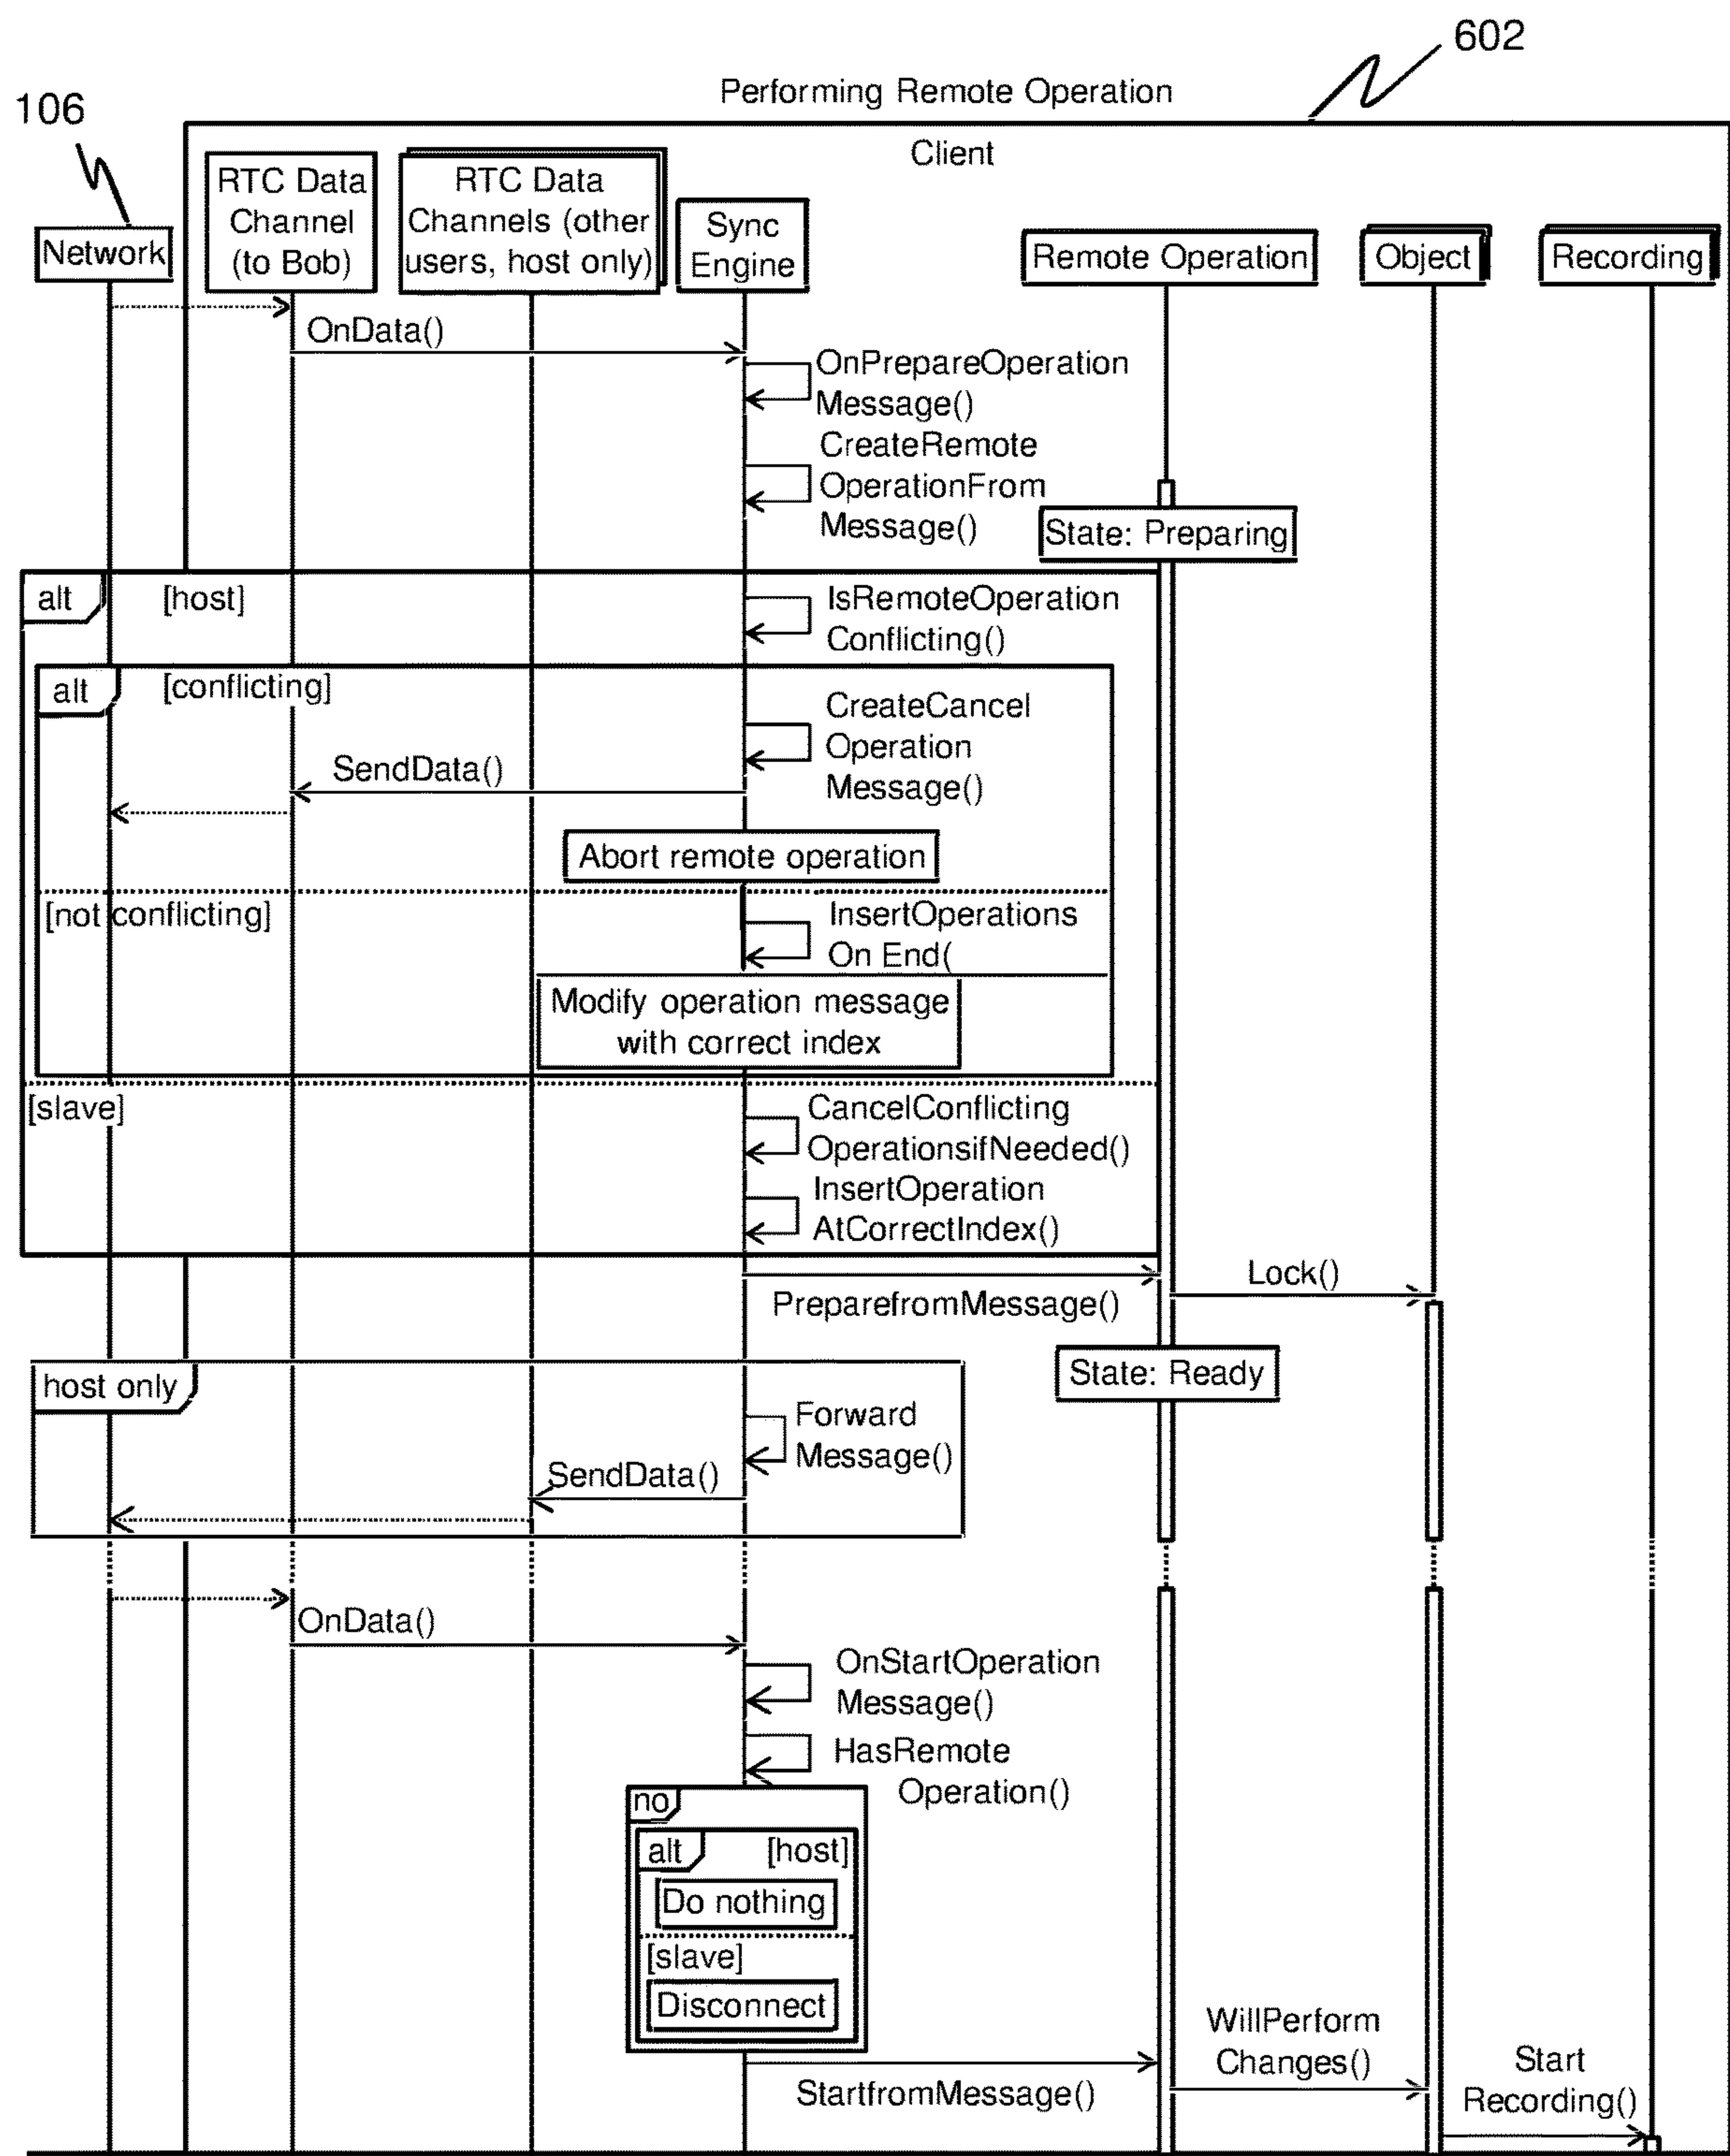 602
Performing Remote Operation
106
Client
RTC Data
Channel
(to Bob)
RTC Data
Channels (other
users, host only)
Sync
Engine
Network
Remote Operation
Object
Recording
OnData()
OnPrepareOperation
Message()
CreateRemote
OperationFrom
Message()
State: Preparing
alt
[host]
IsRemoteOperation
Conflicting()
alt
[conflicting]
CreateCancel
Operation
Message()
SendData()
Abort remote operation
[not conflicting]
InsertOperations
On End(
Modify operation message
with correct index
[slave]
CancelConflicting
OperationsifNeeded()
InsertOperation
AtCorrectIndex()
PreparefromMessage()
Lock()
State: Ready
host only
Forward
Message()
SendData()
OnData()
OnStartOperation
Message()
HasRemote
Operation()
no
alt
[host]
Do nothing
[slave]
Disconnect
StartfromMessage()
WillPerform
Changes()
Start
Recording()